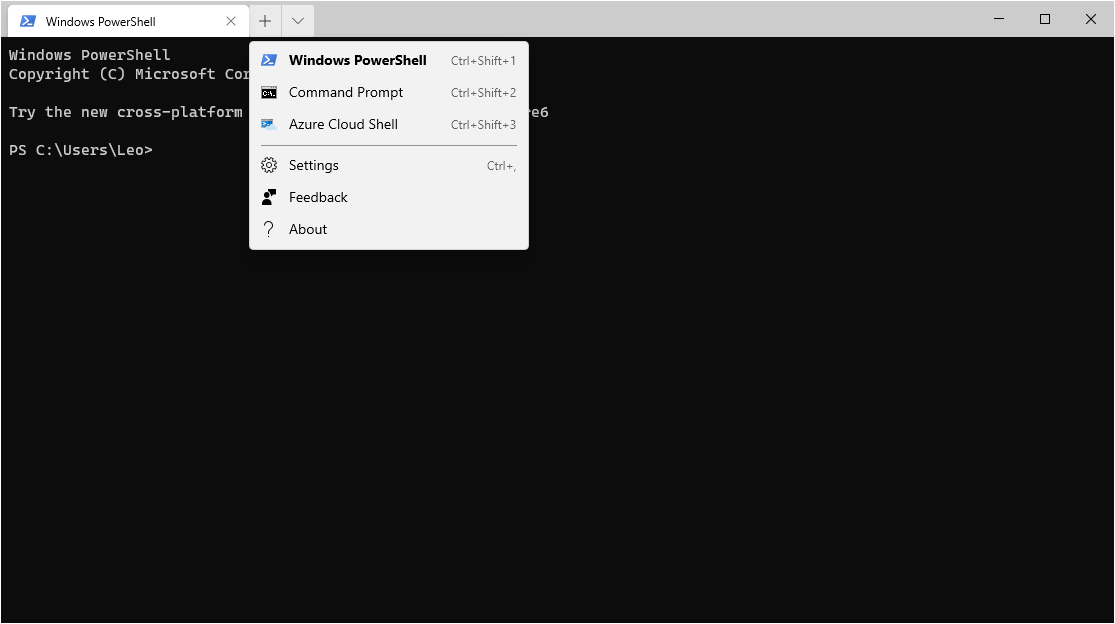 Windows PowerShell
Windows PowerShell
Copyright (C) Microsoft Cor
Try the new cross-platform
e6
PS C:\Users\Leo>
Windows PowerShell Ctrl+Shift+1
C:\.
Command Prompt Ctrl+Shift+2
Azure Cloud Shell Ctrl+Shift+3
Settings Ctrl+,
Feedback
? About